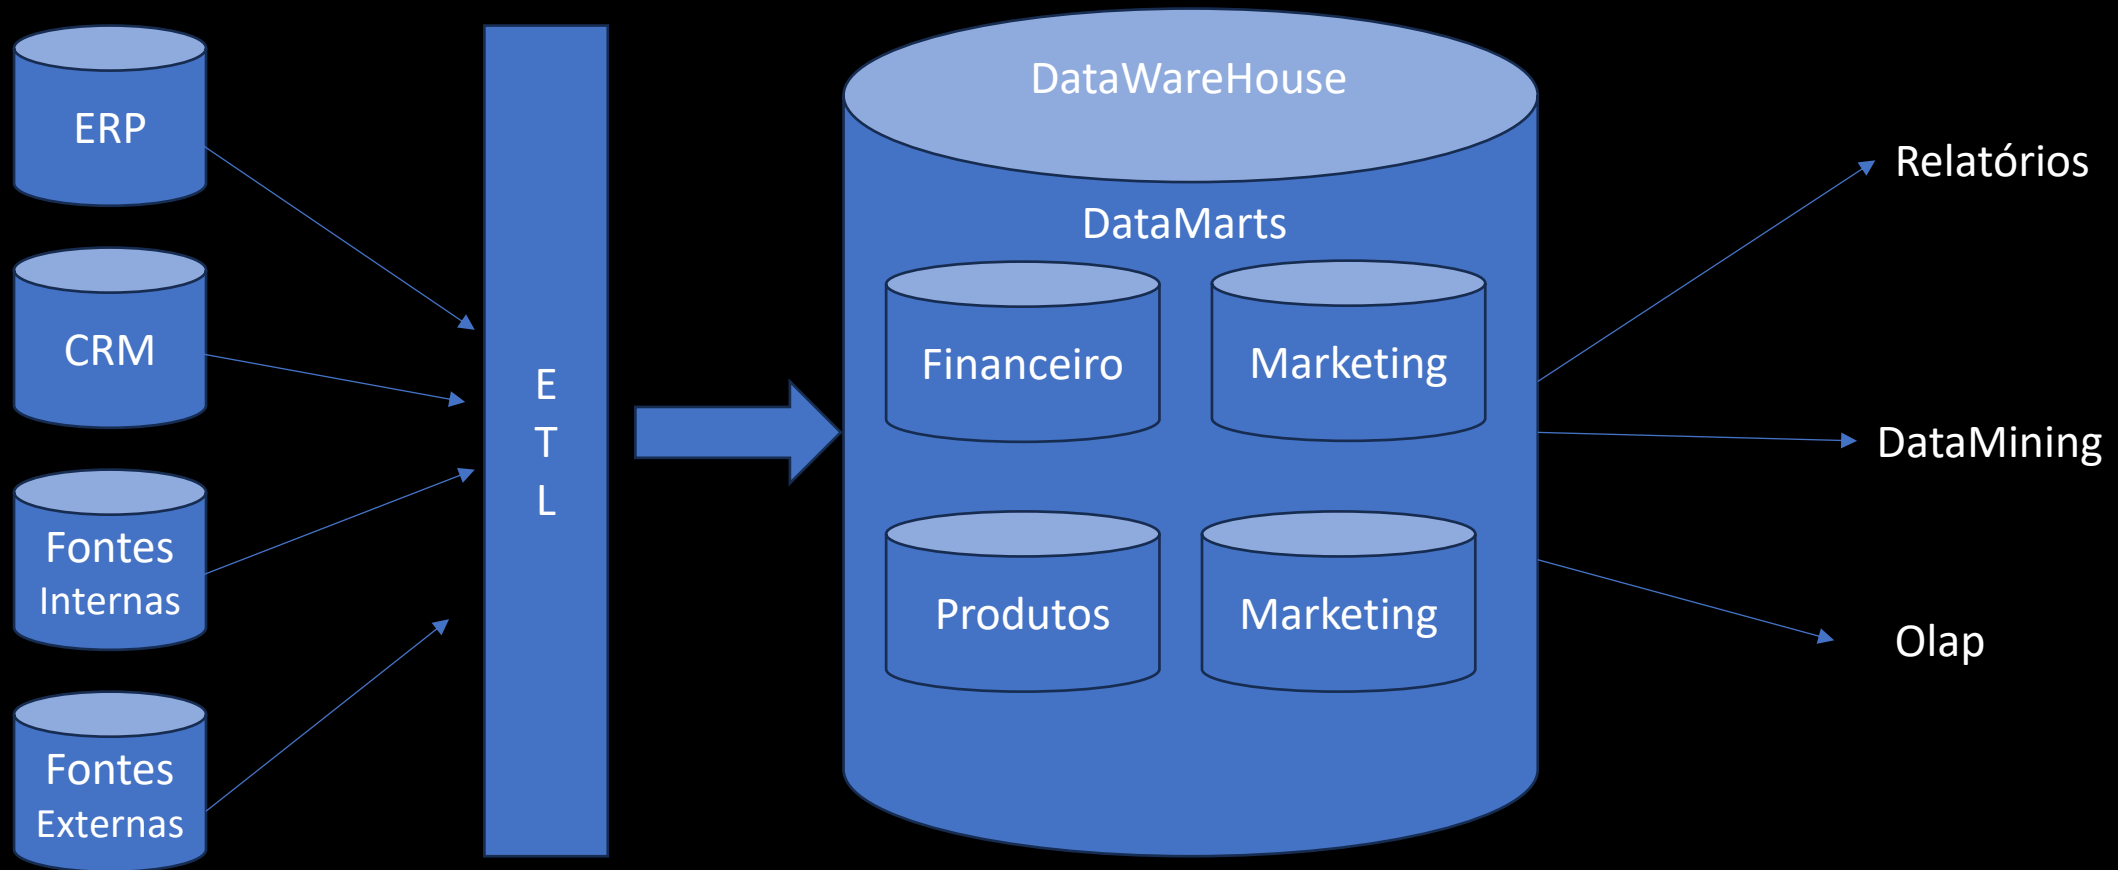 ERP
CRM
Fontes
Internas
Fontes
Externas
E
T
L
DataWareHouse
DataMarts
Financeiro
Marketing
Produtos
Marketing
Relatórios
DataMining
Olap